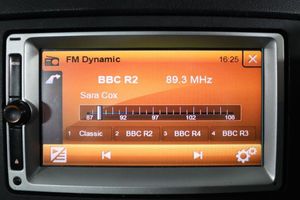 FM Dynamic 16:25
BBC R2 89.3 MHz
Sara Cox
87 92 97 102 106
1 Classic 2 BBC R2 3 BBC R4 4 BBC R3